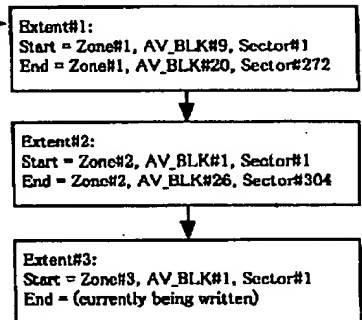 Extent#1:
Start = Zone#1, AV_BLK#9, Sector#1
End = Zone#1, AV_BLK#20, Sector#272
Extent#2:
Start = Zone#2, AV_BLK#1, Sector#1
End = Zone#2, AV_BLK#26, Sector#304
Extent#3:
Start = Zone#3, AV_BLK#1, Sector#1
End = (currently being written)